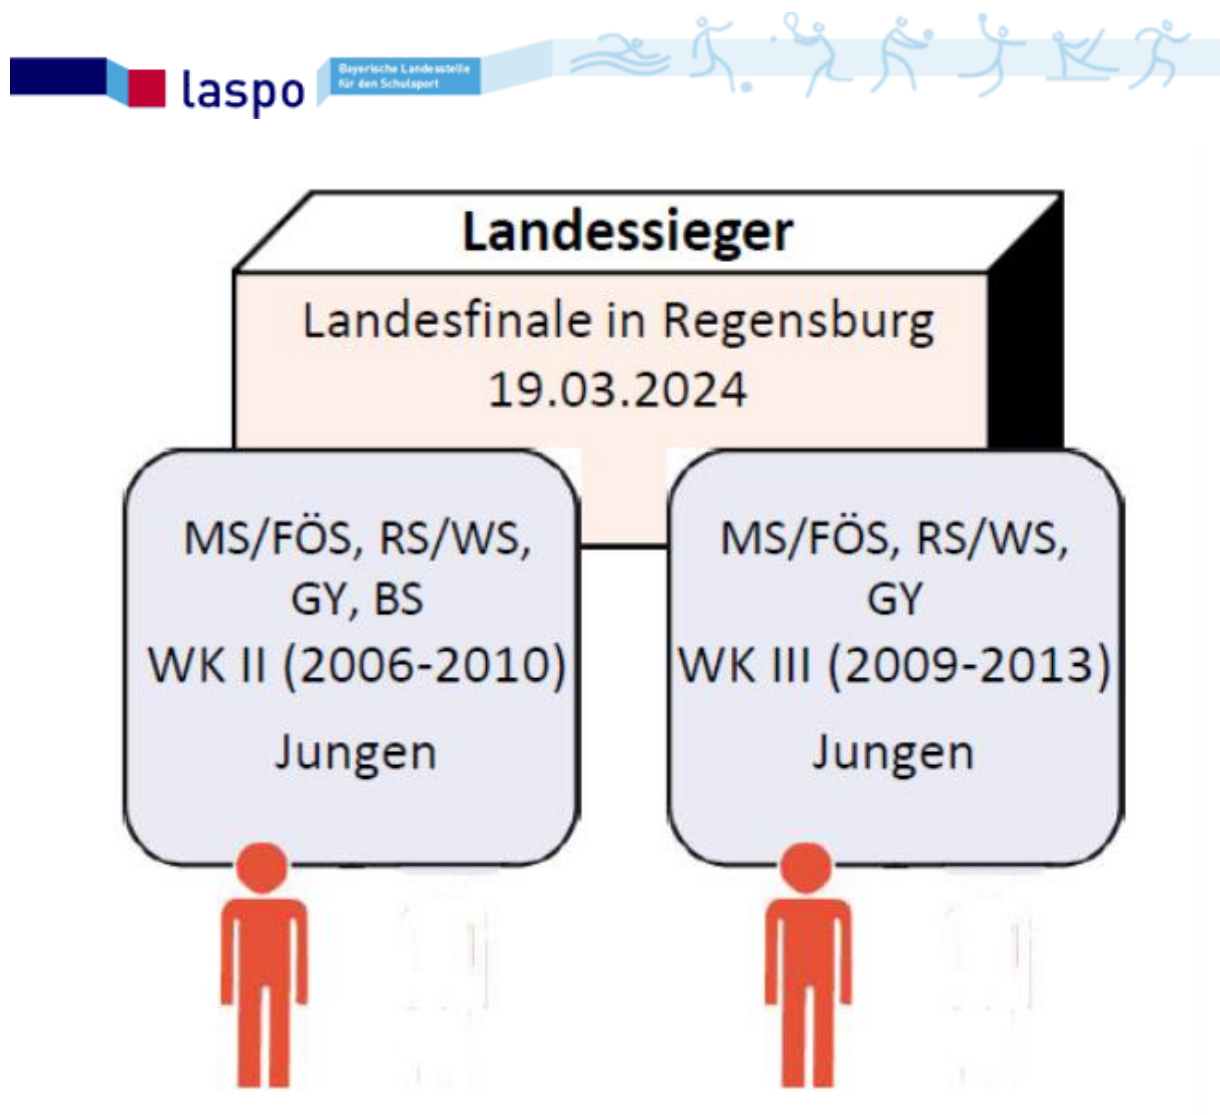 laspo
Bayerische Landesstelle
für den Schulsport
Landessieger
Landesfinale in Regensburg
19.03.2024
MS/FÖS, RS/WS,
GY, BS
WK II (2006-2010)
Jungen
MS/FÖS, RS/WS,
GY
WK III (2009-2013)
Jungen